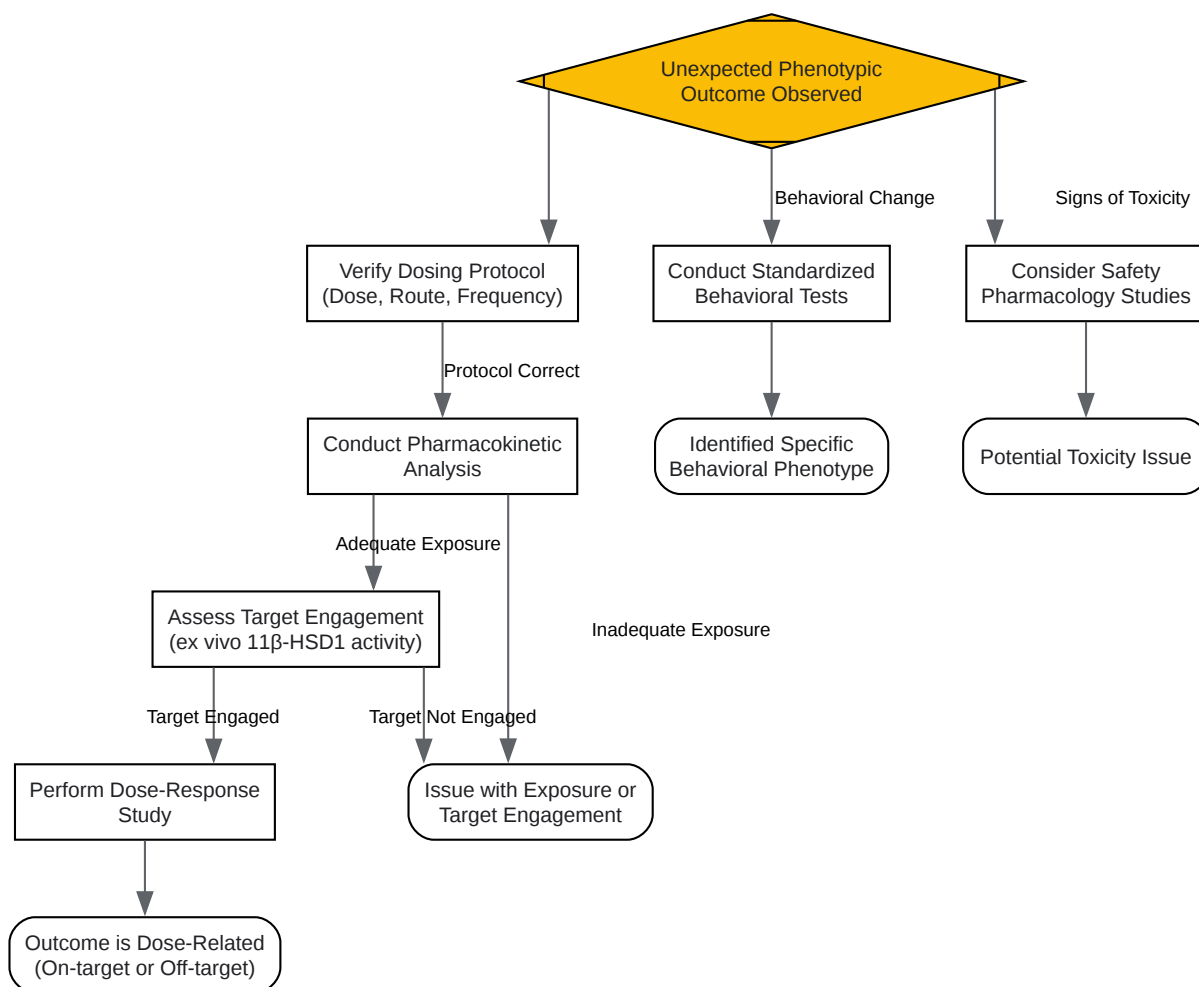 Unexpected Phenotypic
Outcome Observed
Behavioral Change
Signs of Toxicity
Verify Dosing Protocol
(Dose, Route, Frequency)
Conduct Standardized
Behavioral Tests
Consider Safety
Pharmacology Studies
Protocol Correct
Conduct Pharmacokinetic
Analysis
Identified Specific
Behavioral Phenotype
Potential Toxicity Issue
Adequate Exposure
Assess Target Engagement
(ex vivo 11β-HSD1 activity)
Inadequate Exposure
Target Engaged
Target Not Engaged
Perform Dose-Response
Study
Issue with Exposure or
Target Engagement
Outcome is Dose-Related
(On-target or Off-target)